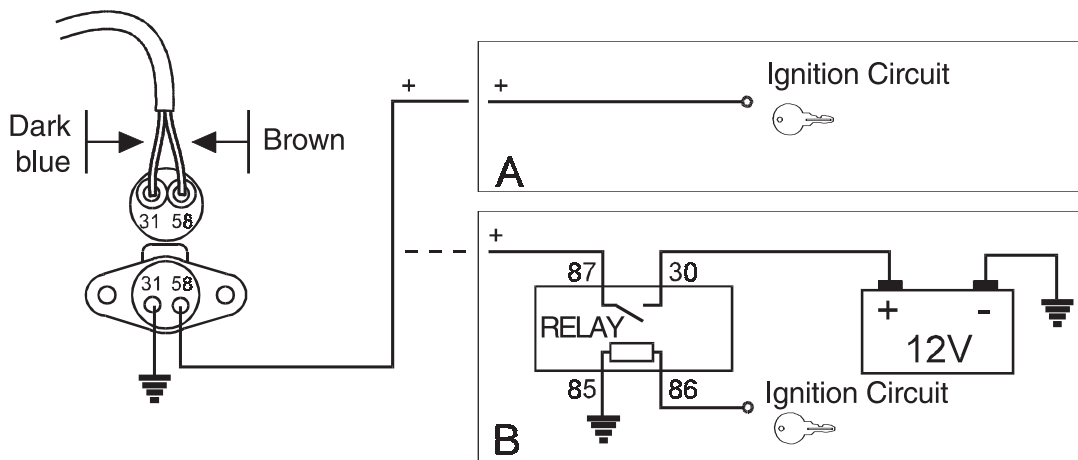 Dark
blue
Brown
31 58
31 58
+
+
Ignition Circuit
A
+
87 30
RELAY
85 86
+ -
12V
Ignition Circuit
B